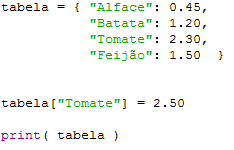 tabela = { "Alface": 0.45,
"Batata": 1.20,
"Tomate": 2.30,
"Feijão": 1.50 }
tabela["Tomate"] = 2.50
print( tabela )